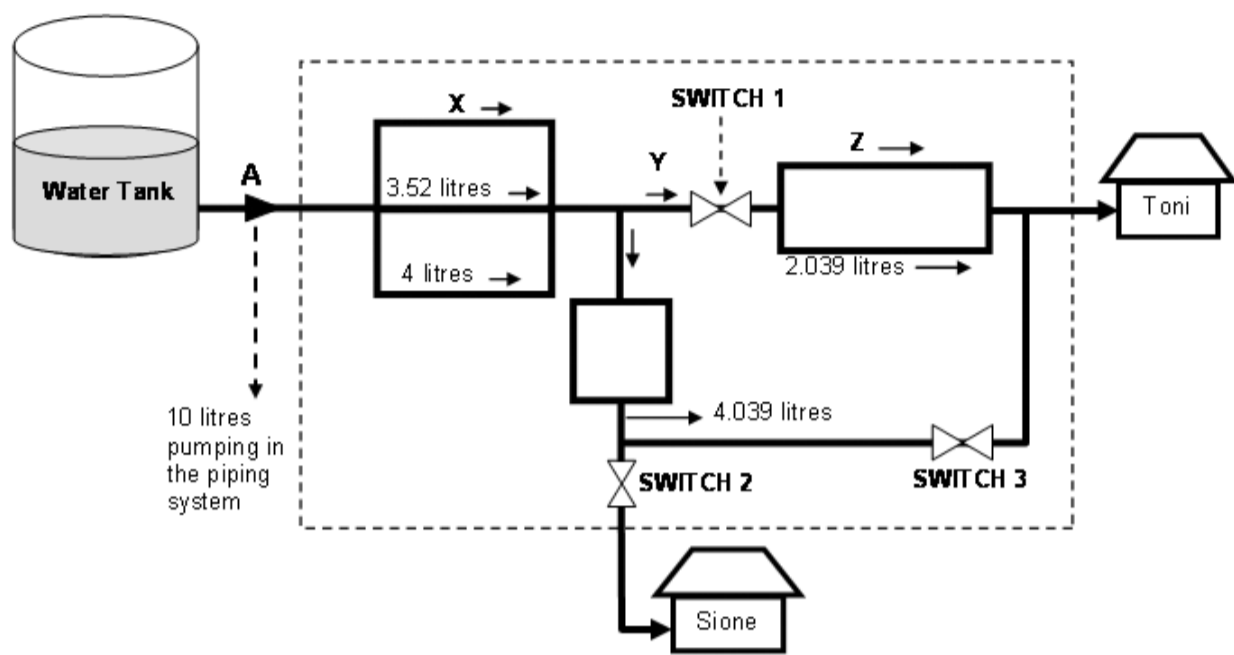 X
SWITCH 1
Water Tank
A
3.52 litres
Y
Z
Toni
4 litres
2.039 litres
10 litres
pumping in
the piping
system
4.039 litres
SWITCH 2
SWITCH 3
Sione